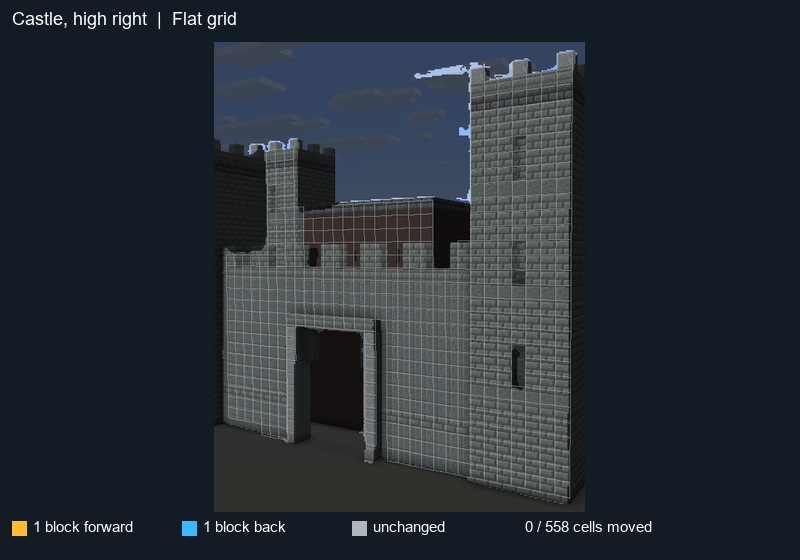 Castle, high right | Flat grid
1 block forward
1 block back
unchanged
0 / 558 cells moved